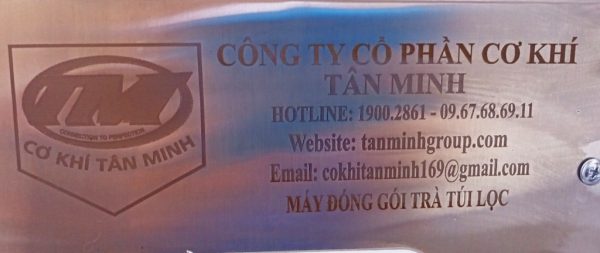 TM
CONNECTION TO PERFECTION
CƠ KHÍ TÂN MINH
CÔNG TY CỔ PHẦN CƠ KHÍ
TÂN MINH
HOTLINE: 1900.2861 - 09.67.68.69.11
Website: tanminhgroup.com
Email: cokhitanminh169@gmail.com
MÁY ĐÓNG GÓI TRÀ TÚI LỌC